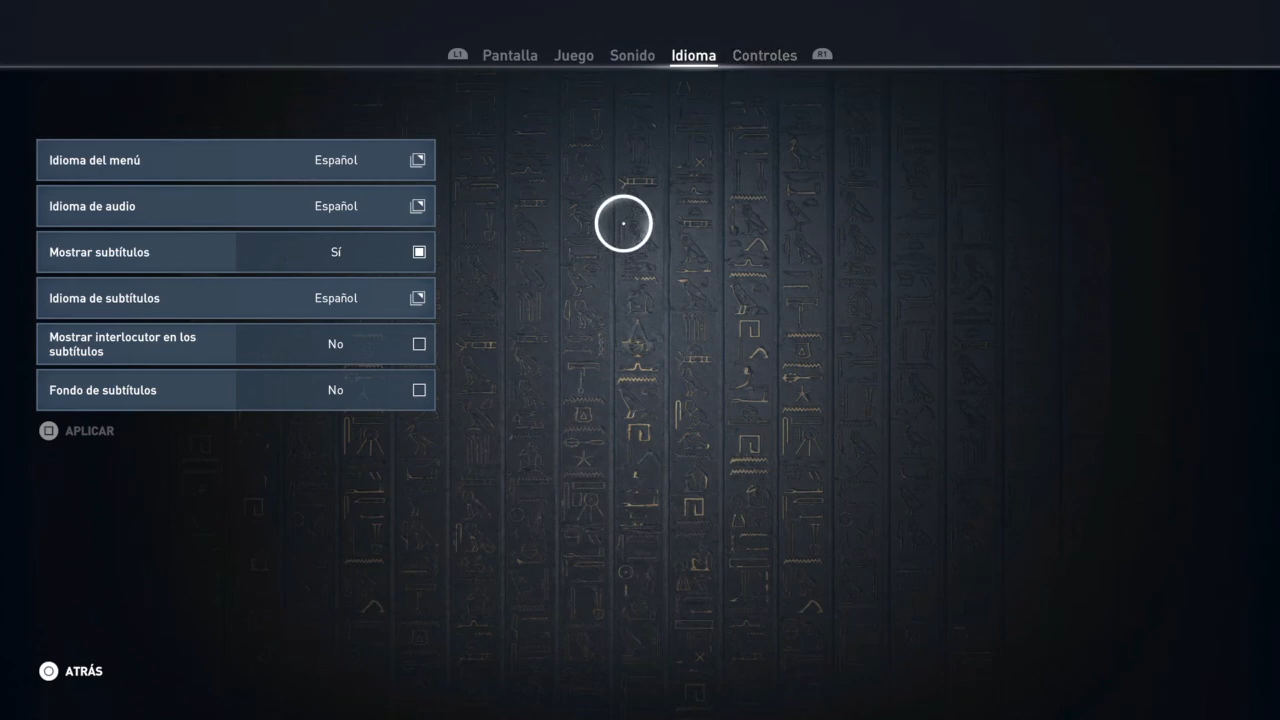 L1 Pantalla Juego Sonido Idioma Controles R1
Idioma del menú Español
Idioma de audio Español
Mostrar subtítulos Sí
Idioma de subtítulos Español
Mostrar interlocutor en los
subtítulos No
Fondo de subtítulos No
APLICAR
ATRÁS